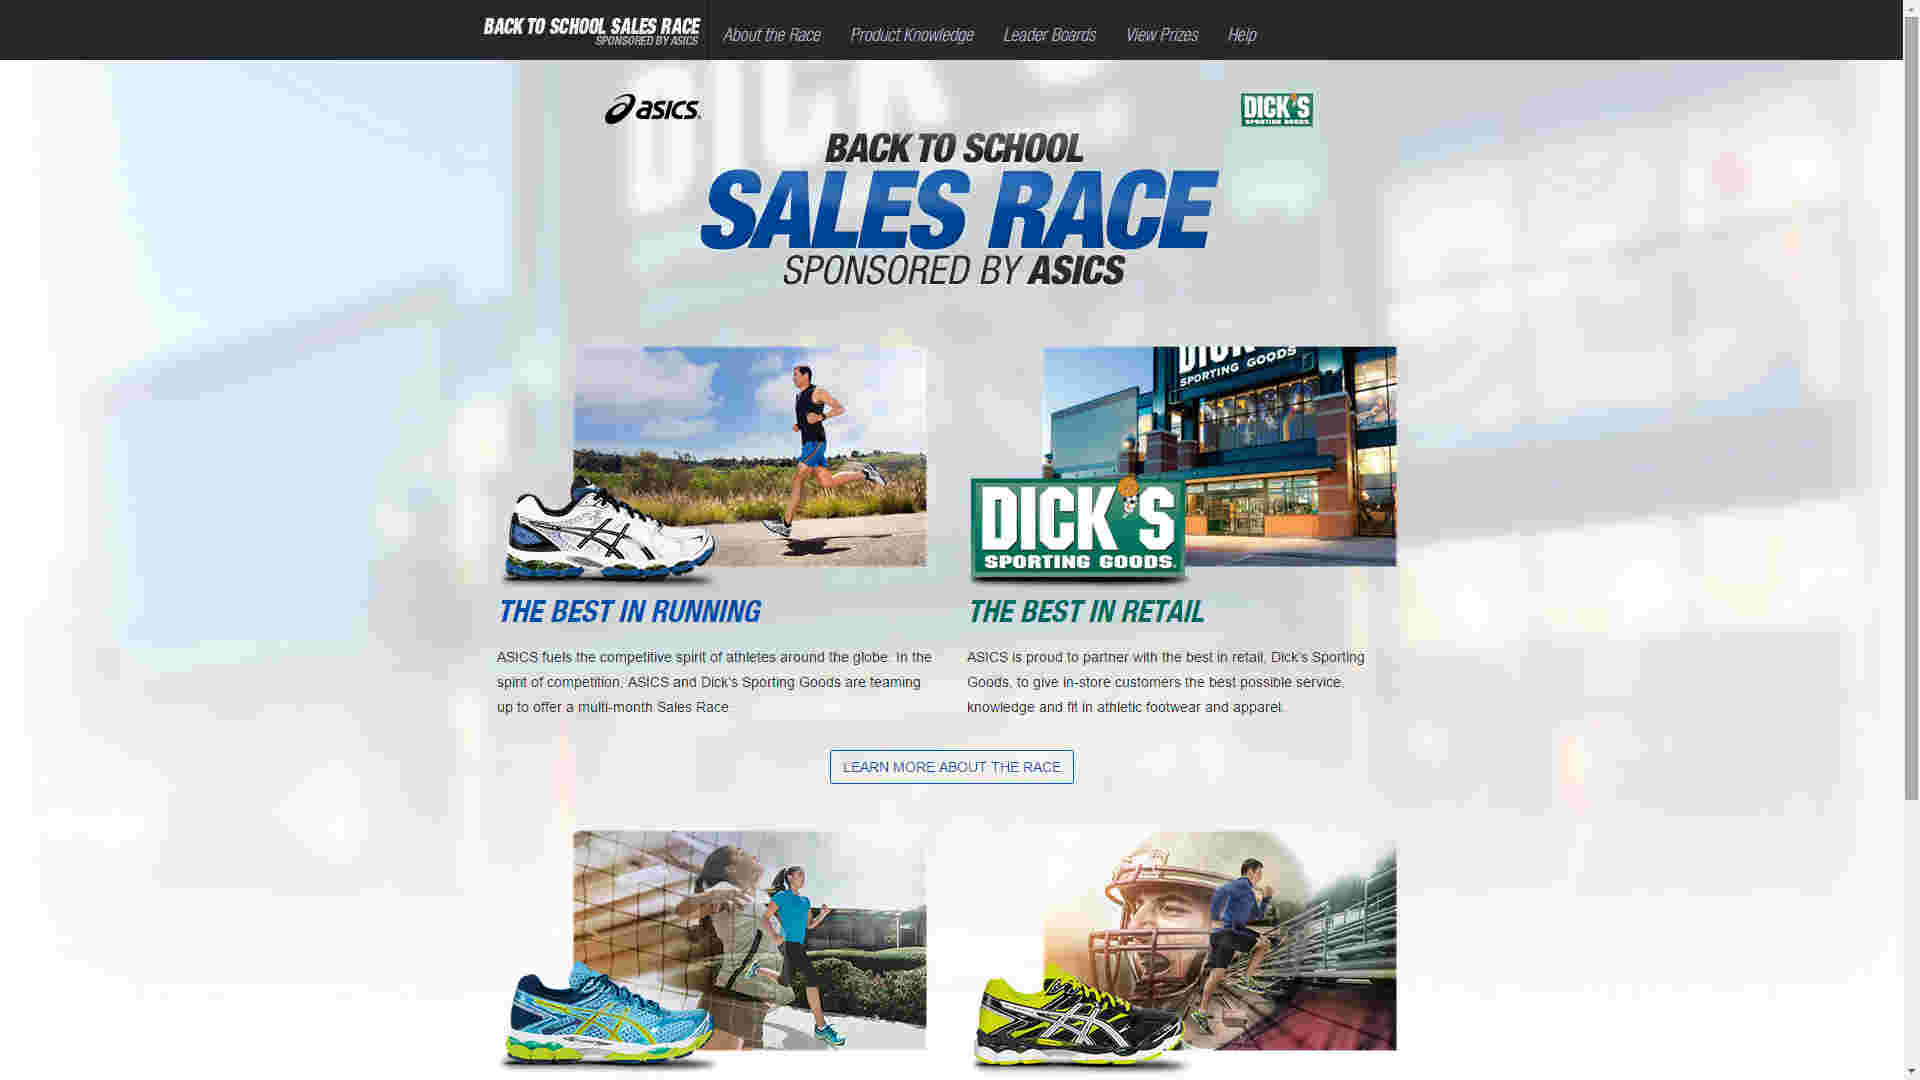 BACK TO SCHOOL SALES RACE
SPONSORED BY ASICS
About the Race
Product Knowledge
Leader Boards
View Prizes
Help
DICK'S
asics
DICK'S
SPORTING GOODS
BACK TO SCHOOL
SALES RACE
SPONSORED BY ASICS
DICK'S
SPORTING GOODS
DICK'S
SPORTING GOODS
THE BEST IN RUNNING
ASICS fuels the competitive spirit of athletes around the globe. In the
spirit of competition, ASICS and Dick's Sporting Goods are teaming
up to offer a multi-month Sales Race.
THE BEST IN RETAIL
ASICS is proud to partner with the best in retail, Dick's Sporting
Goods, to give in-store customers the best possible service,
knowledge and fit in athletic footwear and apparel.
LEARN MORE ABOUT THE RACE